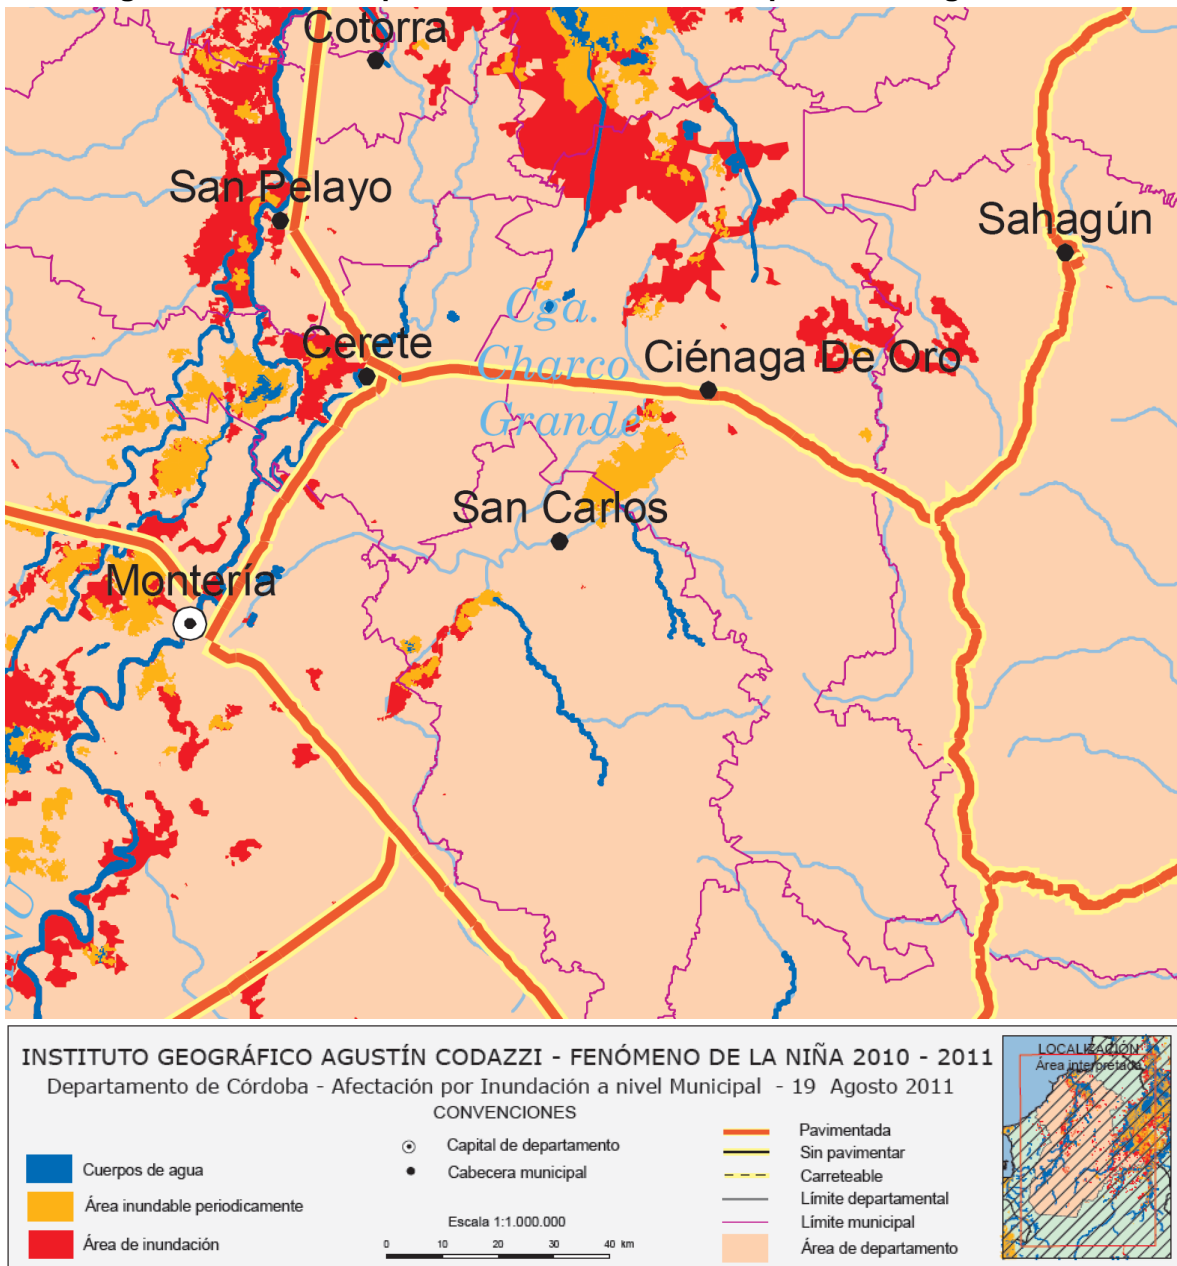 Cotorra
San Pelayo
Sahagún
Cga.
Cerete
Charco
Ciénaga De Oro
Grande
San Carlos
Montería
INSTITUTO GEOGRÁFICO AGUSTÍN CODAZZI - FENÓMENO DE LA NIÑA 2010 - 2011
Departamento de Córdoba - Afectación por Inundación a nivel Municipal - 19 Agosto 2011
CONVENCIONES
Cuerpos de agua
Área inundable periodicamente
Área de inundación
Capital de departamento
Cabecera municipal
Escala 1:1.000.000
0 10 20 30 40 km
Pavimentada
Sin pavimentar
Carreteable
Límite departamental
Límite municipal
Área de departamento
LOCALIZACIÓN
Área interpretada